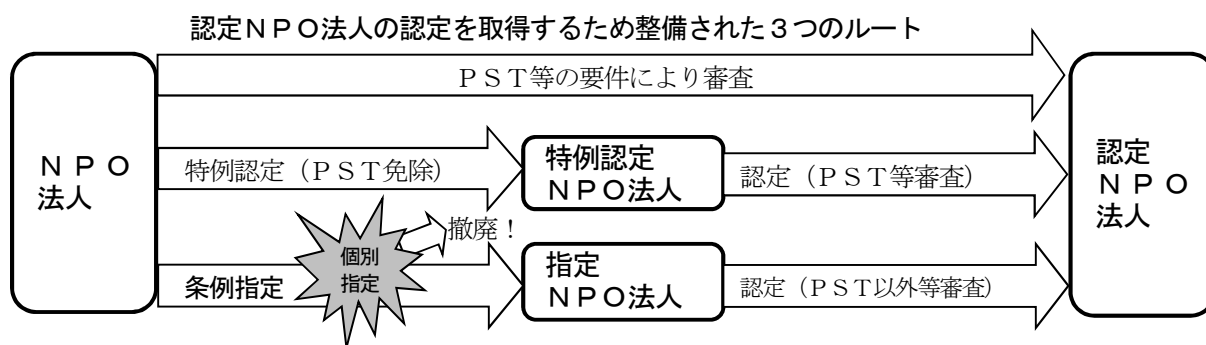 認定ＮＰＯ法人の認定を取得するため整備された３つのルート
ＰＳＴ等の要件により審査
ＮＰＯ
法人
特例認定（ＰＳＴ免除）
特例認定
ＮＰＯ法人
認定（ＰＳＴ等審査）
認定
ＮＰＯ
法人
撤廃！
個別
指定
条例指定
指定
ＮＰＯ法人
認定（ＰＳＴ以外等審査）